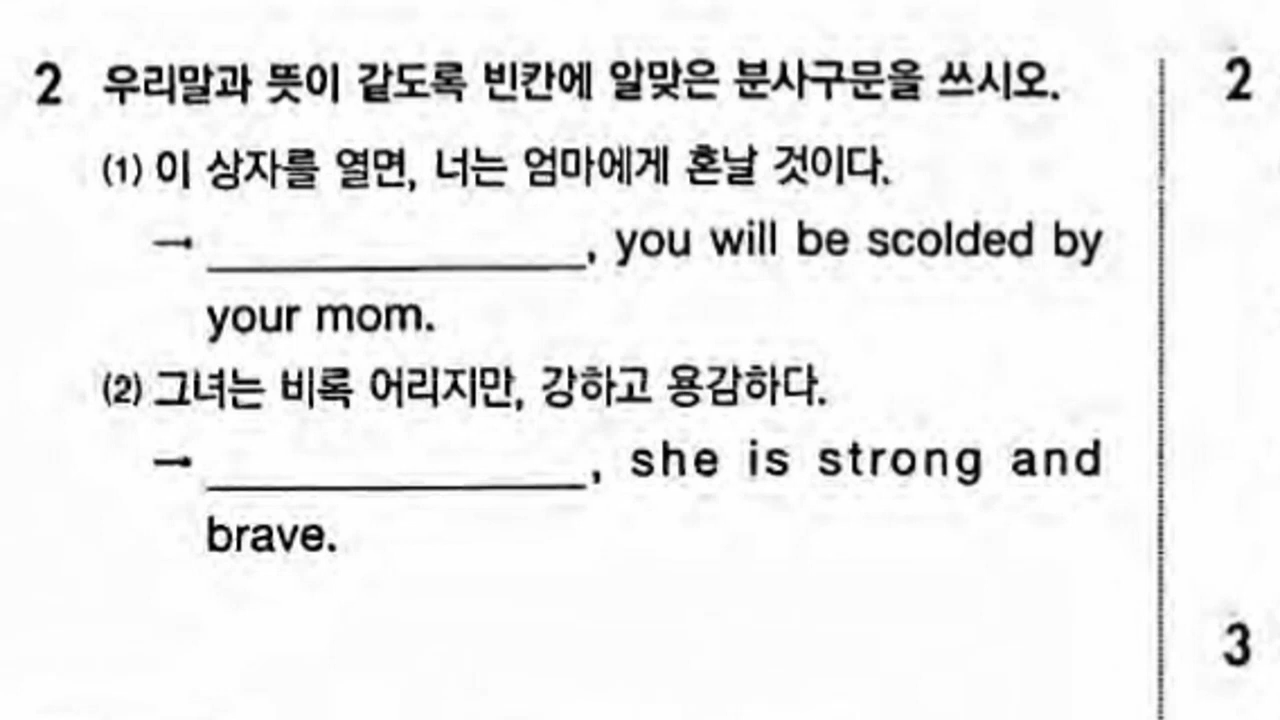 2 우리말과 뜻이 같도록 빈칸에 알맞은 분사구문을 쓰시오.
(1) 이 상자를 열면, 너는 엄마에게 혼날 것이다.
→ ____________, you will be scolded by
your mom.
(2) 그녀는 비록 어리지만, 강하고 용감하다.
→ ____________, she is strong and
brave.
2
3